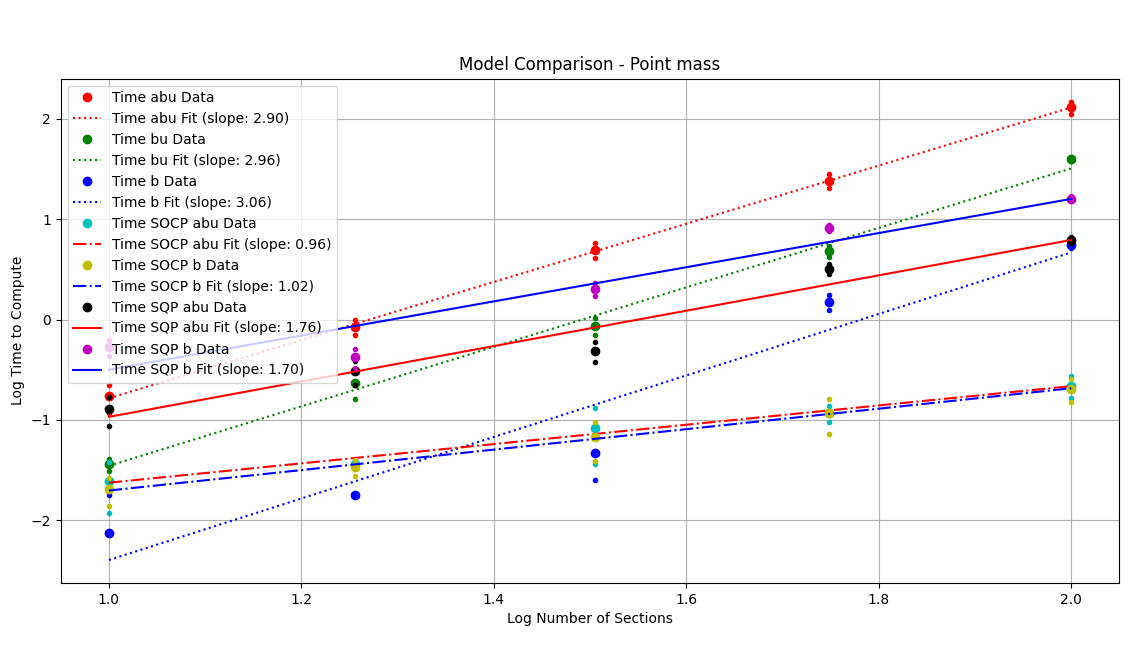 Model Comparison - Point mass
Time abu Data
Time abu Fit (slope: 2.90)
Time bu Data
Time bu Fit (slope: 2.96)
Time b Data
Time b Fit (slope: 3.06)
Time SOCP abu Data
Time SOCP abu Fit (slope: 0.96)
Time SOCP b Data
Time SOCP b Fit (slope: 1.02)
Time SQP abu Data
Time SQP abu Fit (slope: 1.76)
Time SQP b Data
Time SQP b Fit (slope: 1.70)
Log Time to Compute
2
1
0
−1
−2
1.0 1.2 1.4 1.6 1.8 2.0
Log Number of Sections